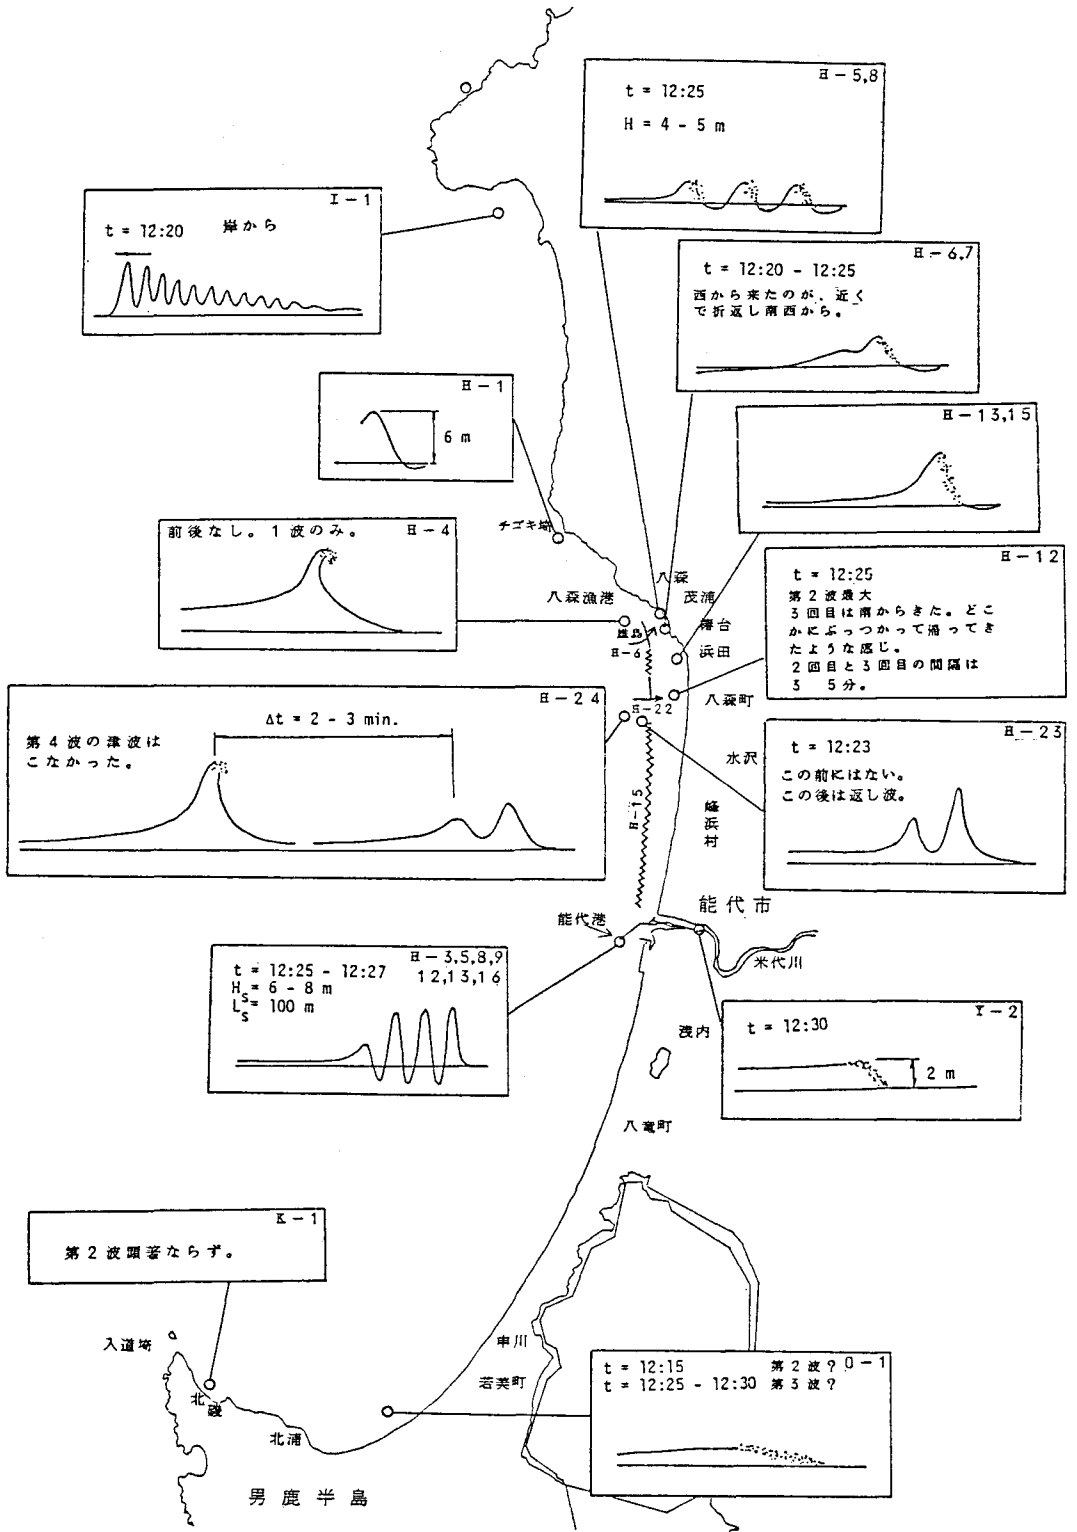 H-5,8
t = 12:25
H = 4 - 5 m
I-1
t = 12:20 岸から
H-6,7
t = 12:20 - 12:25
西から来たのが、近く
で折返し南西から。
H-1
6 m
H-13,15
チゴキ埼
H-4
前後なし。1波のみ。
H-12
t = 12:25
第2波最大
3回目は南からきた。どこ
かにぶっつかって帰ってき
たような感じ。
2回目と3回目の間隔は
3 5分。
八森
八森漁港
茂浦
雄島
滝台
H-6
浜田
八森町
H-22
H-24
Δt = 2 - 3 min.
第4波の津波は
こなかった。
H-23
t = 12:23
この前にはない。
この後は返し波。
水沢
H-15
峰浜村
能代市
能代港
米代川
H-3,5,8,9
12,13,16
t = 12:25 - 12:27
Hs = 6 - 8 m
Ls = 100 m
Y-2
t = 12:30
2 m
浅内
八竜町
K-1
第2波顕著ならず。
入道埼
申川
若美町
O-1
t = 12:15 第2波?
t = 12:25 - 12:30 第3波?
北磯
北浦
男鹿半島